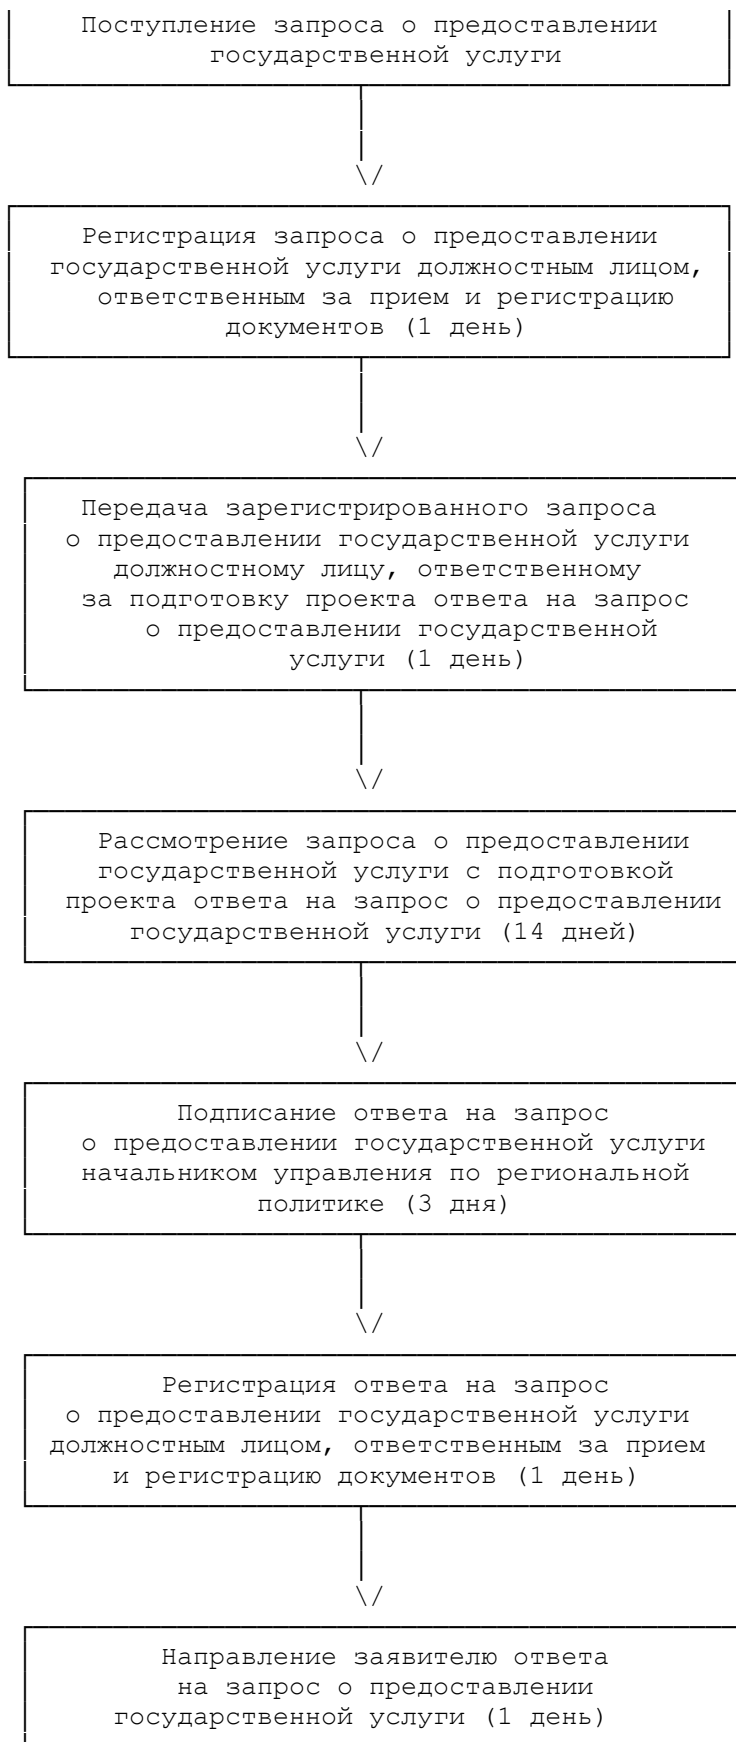 Поступление запроса о предоставлении
государственной услуги
\/
Регистрация запроса о предоставлении
государственной услуги должностным лицом,
ответственным за прием и регистрацию
документов (1 день)
\/
Передача зарегистрированного запроса
о предоставлении государственной услуги
должностному лицу, ответственному
за подготовку проекта ответа на запрос
о предоставлении государственной
услуги (1 день)
\/
Рассмотрение запроса о предоставлении
государственной услуги с подготовкой
проекта ответа на запрос о предоставлении
государственной услуги (14 дней)
\/
Подписание ответа на запрос
о предоставлении государственной услуги
начальником управления по региональной
политике (3 дня)
\/
Регистрация ответа на запрос
о предоставлении государственной услуги
должностным лицом, ответственным за прием
и регистрацию документов (1 день)
\/
Направление заявителю ответа
на запрос о предоставлении
государственной услуги (1 день)